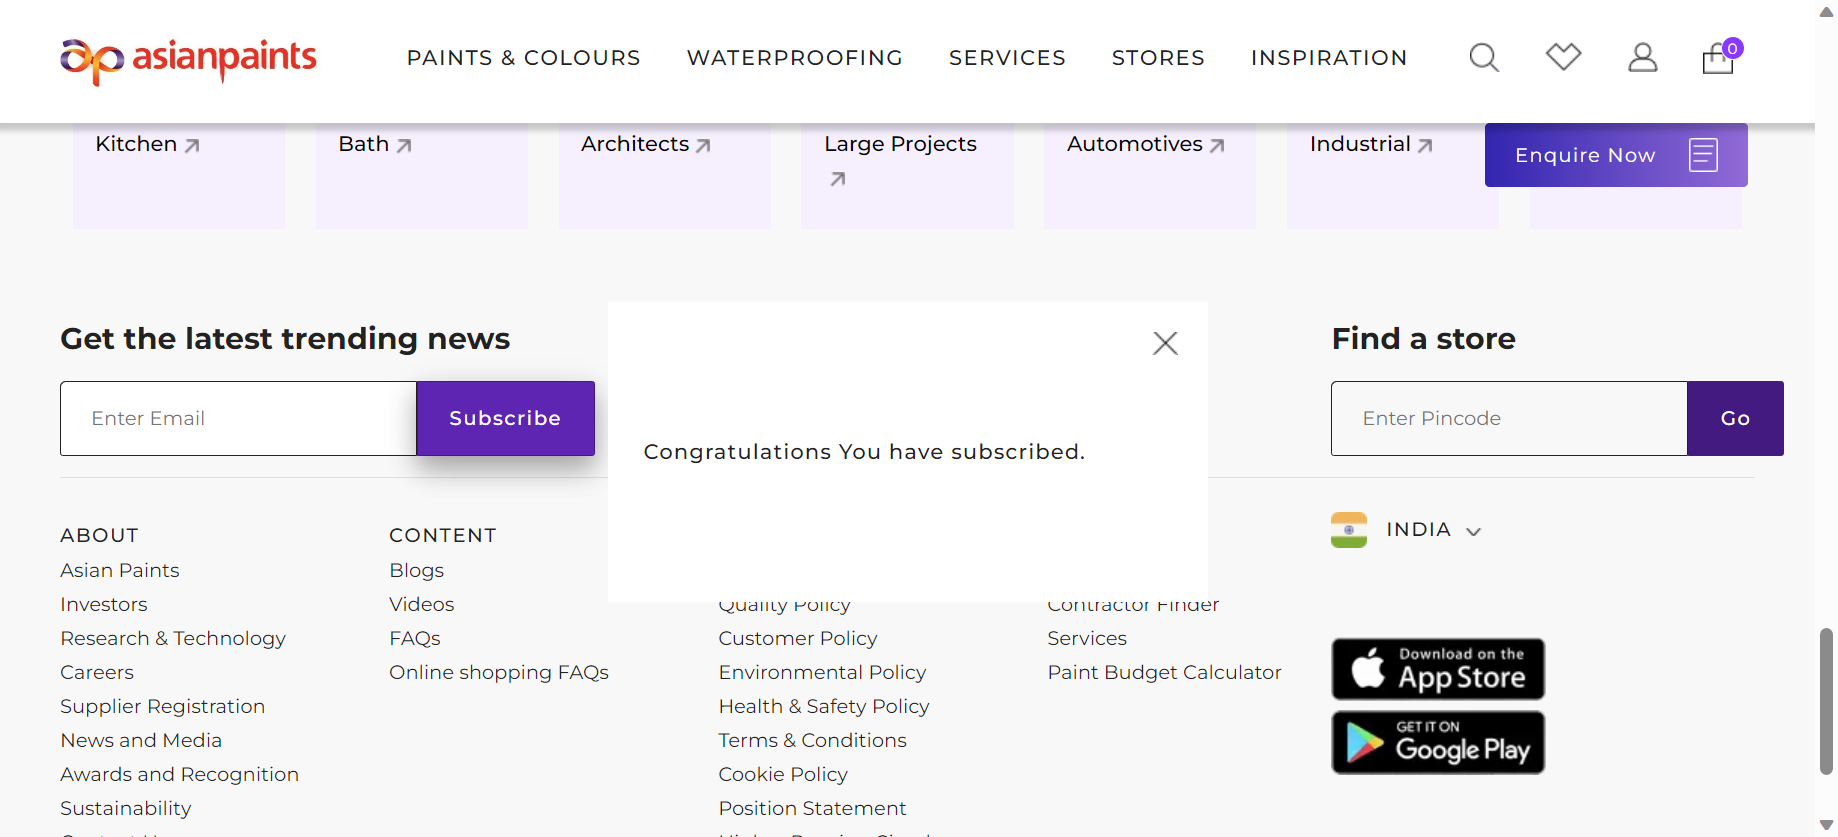 asianpaints
PAINTS & COLOURS
WATERPROOFING
SERVICES
STORES
INSPIRATION
0
Kitchen
Bath
Architects
Large Projects
Automotives
Industrial
Enquire Now
Get the latest trending news
Enter Email
Subscribe
Congratulations You have subscribed.
Find a store
Enter Pincode
Go
ABOUT
Asian Paints
Investors
Research & Technology
Careers
Supplier Registration
News and Media
Awards and Recognition
Sustainability
CONTENT
Blogs
Videos
FAQs
Online shopping FAQs
Quality Policy
Customer Policy
Environmental Policy
Health & Safety Policy
Terms & Conditions
Cookie Policy
Position Statement
Contractor Finder
Services
Paint Budget Calculator
INDIA
Download on the
App Store
GET IT ON
Google Play